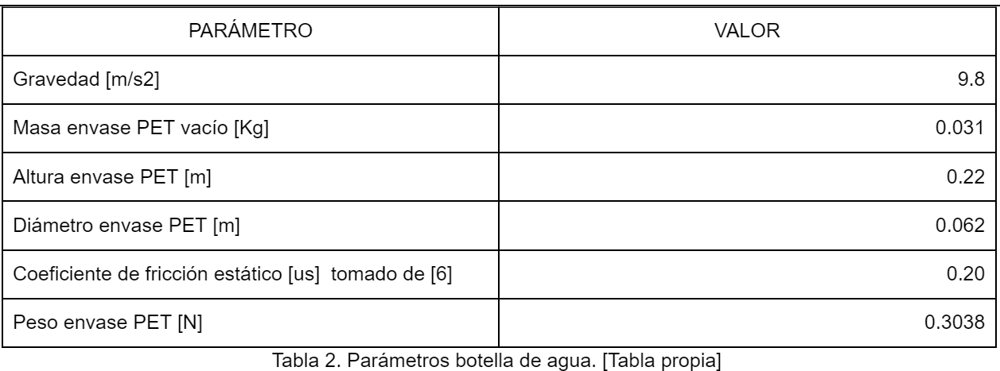 PARÁMETRO VALOR
Gravedad [m/s2] 9.8
Masa envase PET vacío [Kg] 0.031
Altura envase PET [m] 0.22
Diámetro envase PET [m] 0.062
Coeficiente de fricción estático [us]  tomado de [6] 0.20
Peso envase PET [N] 0.3038
Tabla 2. Parámetros botella de agua. [Tabla propia]